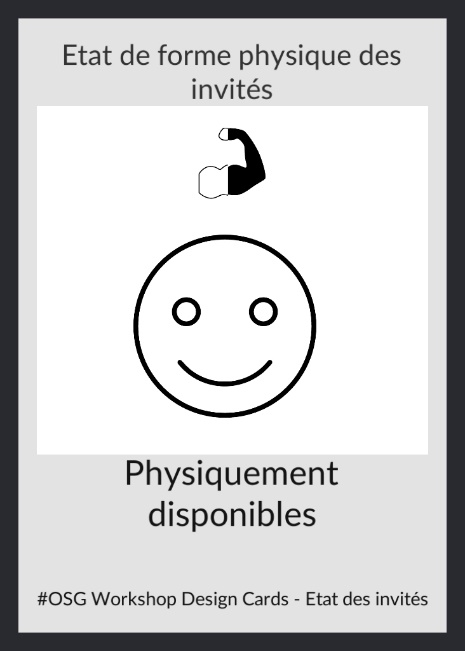 Etat de forme physique des
invités
Physiquement
disponibles
#OSG Workshop Design Cards - Etat des invités